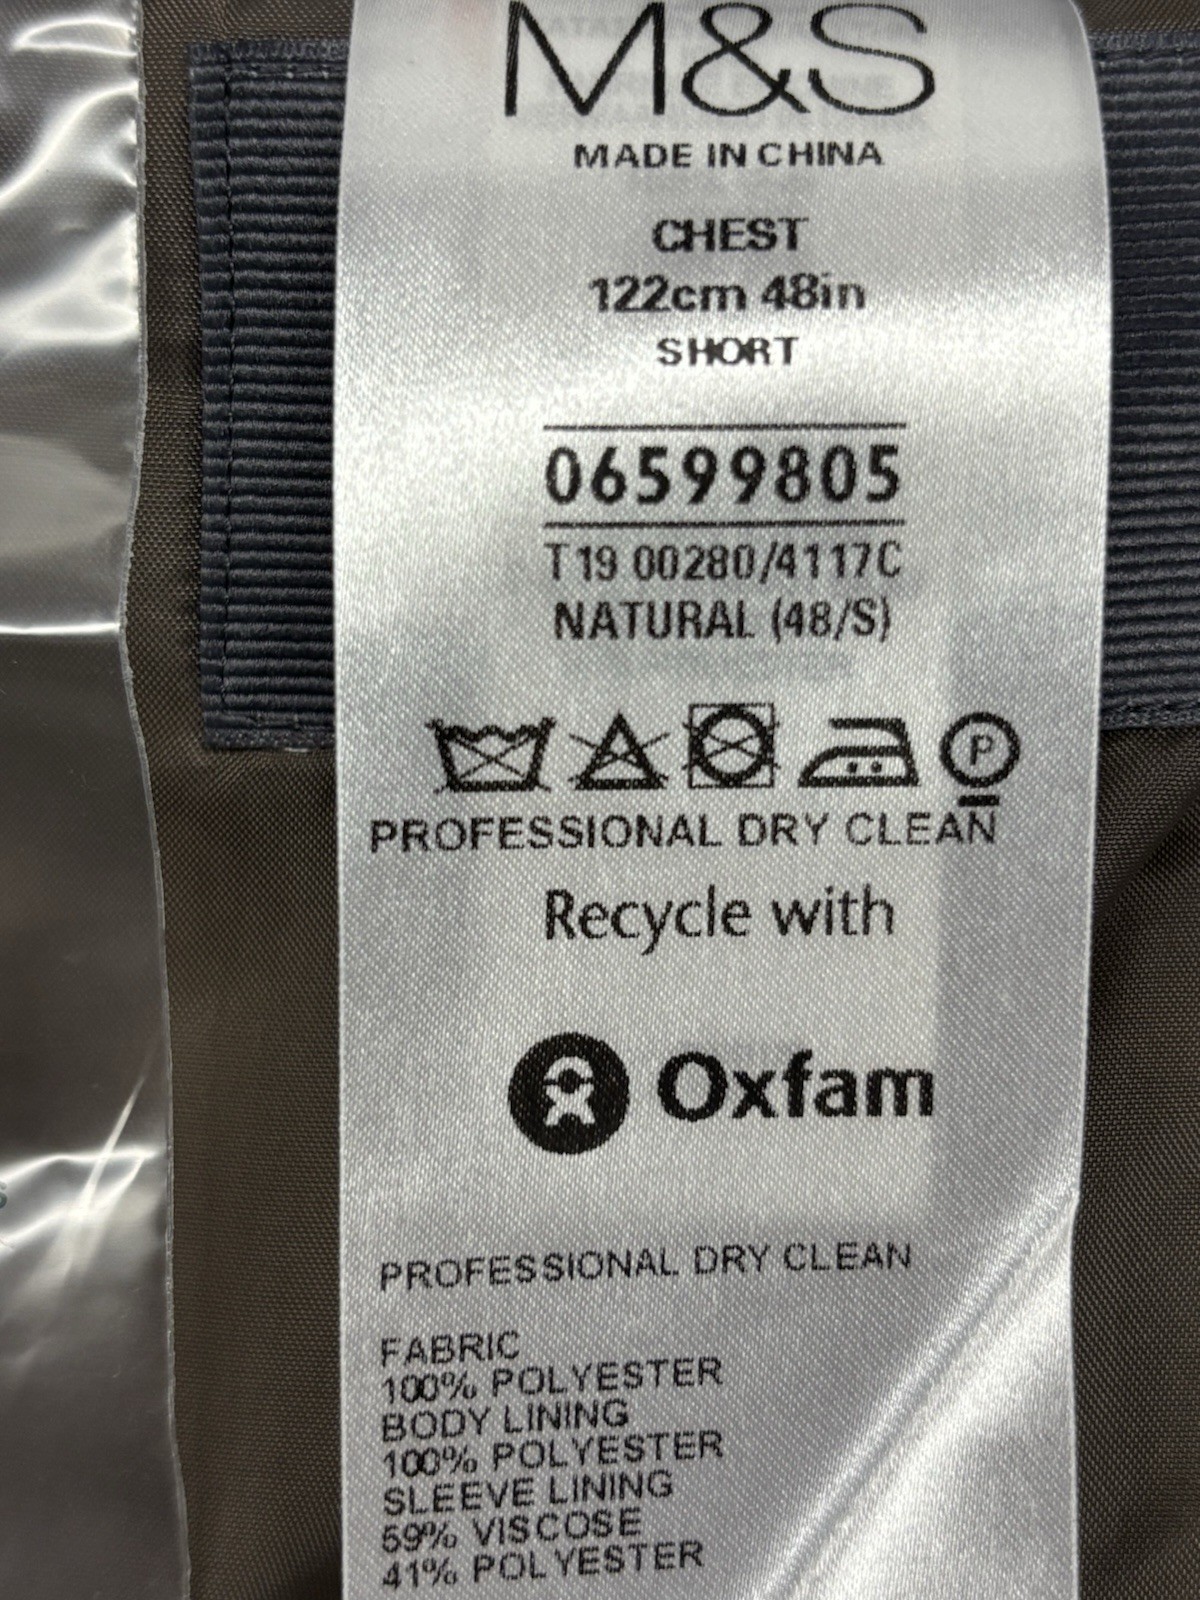 M&S
MADE IN CHINA
CHEST
122cm 48in
SHORT
06599805
T19 00280/4117C
NATURAL (48/S)
P
PROFESSIONAL DRY CLEAN
Recycle with
Oxfam
PROFESSIONAL DRY CLEAN
FABRIC
100% POLYESTER
BODY LINING
100% POLYESTER
SLEEVE LINING
59% VISCOSE
41% POLYESTER